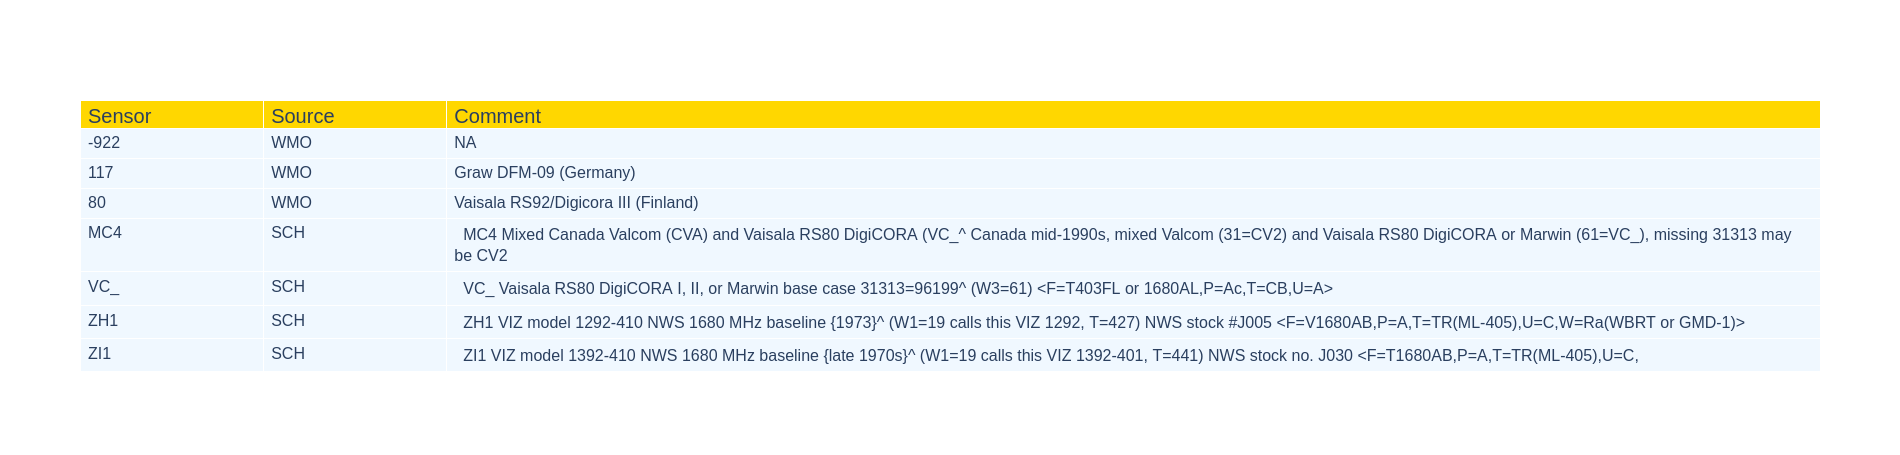 Sensor Source Comment
-922 WMO NA
117 WMO Graw DFM-09 (Germany)
80 WMO Vaisala RS92/Digicora III (Finland)
MC4 SCH MC4 Mixed Canada Valcom (CVA) and Vaisala RS80 DigiCORA (VC_^ Canada mid-1990s, mixed Valcom (31=CV2) and Vaisala RS80 DigiCORA or Marwin (61=VC_), missing 31313 may
be CV2
VC_ SCH VC_ Vaisala RS80 DigiCORA I, II, or Marwin base case 31313=96199^ (W3=61) <F=T403FL or 1680AL,P=Ac,T=CB,U=A>
ZH1 SCH ZH1 VIZ model 1292-410 NWS 1680 MHz baseline {1973}^ (W1=19 calls this VIZ 1292, T=427) NWS stock #J005 <F=V1680AB,P=A,T=TR(ML-405),U=C,W=Ra(WBRT or GMD-1)>
ZI1 SCH ZI1 VIZ model 1392-410 NWS 1680 MHz baseline {late 1970s}^ (W1=19 calls this VIZ 1392-401, T=441) NWS stock no. J030 <F=T1680AB,P=A,T=TR(ML-405),U=C,